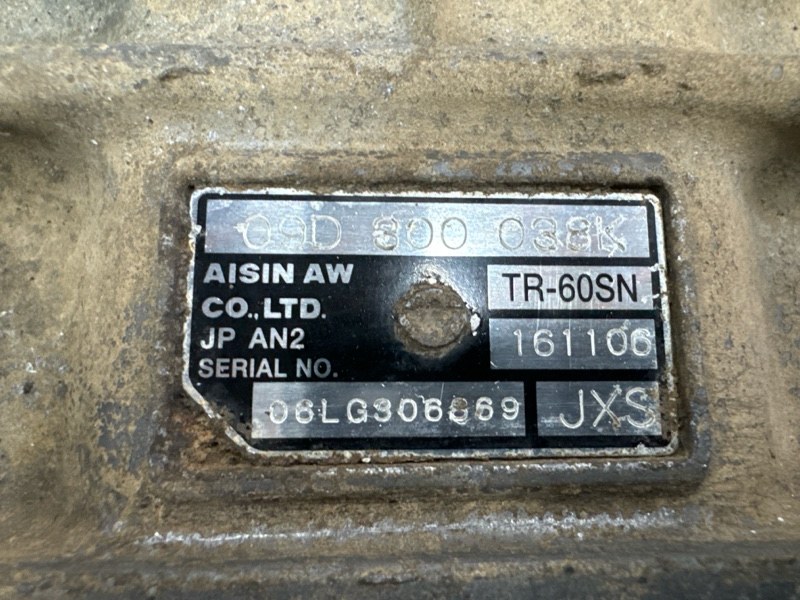 09D 300 038K
AISIN AW
CO.,LTD.
TR-60SN
JP AN2
161106
SERIAL NO.
06LG306869
JXS